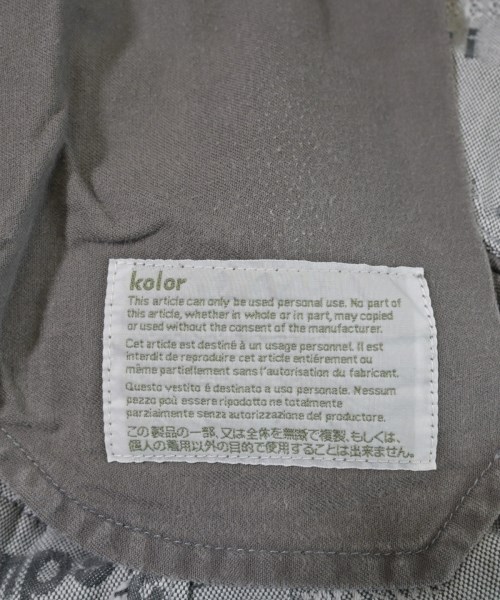 kolor
This article can only be used personal use. No part of
this article, whether in whole or in part, may copied
or used without the consent of the manufacturer.
Cet article est destiné à un usage personnel. Il est
interdit de reproduire cet article entiérement ou
même partiellement sans l'autorisation du fabricant.
Questo vestito é destinato a uso personale. Nessum
pezzo poü essere ripodotto ne totalmente
parziaimente senza autorizzazione del productore.
この製品の一部、又は全体を無断で複製、もしくは、
個人の着用以外の目的で使用することは出来ません。